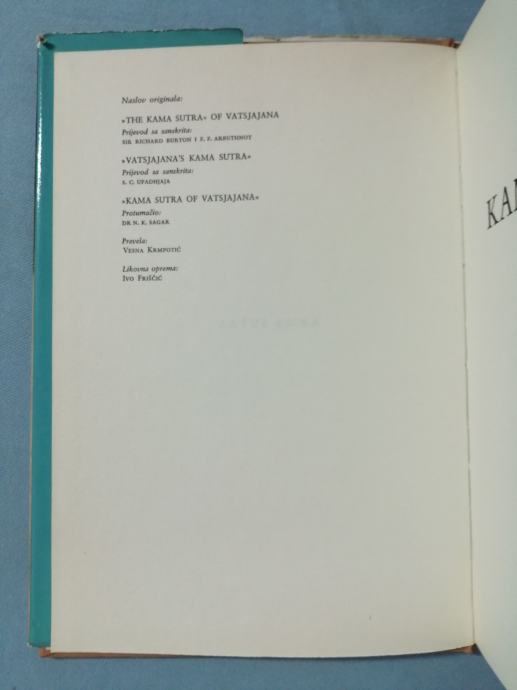 Naslov originala:
»THE KAMA SUTRA« OF VATSJAJANA
Prijevod sa sanskrita:
SIR RICHARD BURTON I F. F. ARBUTHNOT
»VATSJAJANA'S KAMA SUTRA«
Prijevod sa sanskrita:
S. C. UPADHJAJA
»KAMA SUTRA OF VATSJAJANA«
Protumačio:
DR N. K. SAGAR
Prevela:
VESNA KRMPOTIĆ
Likovna oprema:
IVO FRIŠČIĆ